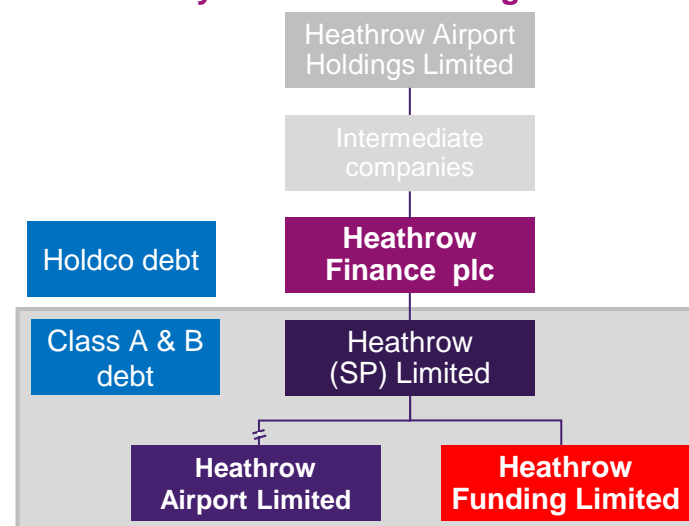 Heathrow Airport
Holdings Limited
Intermediate
companies
Holdco debt
Heathrow
Finance plc
Class A & B
debt
Heathrow
(SP) Limited
Heathrow
Airport Limited
Heathrow
Funding Limited